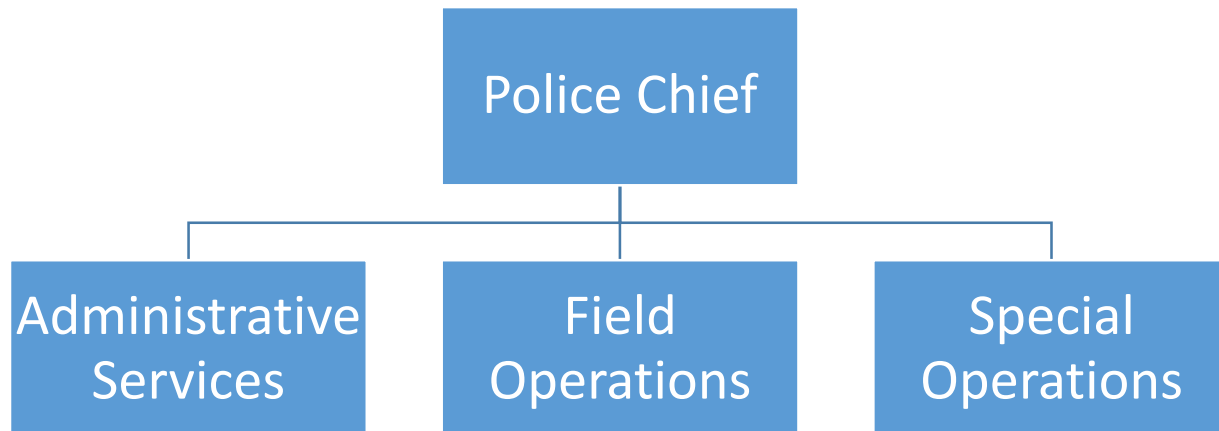 Police Chief
Administrative
Services
Field
Operations
Special
Operations